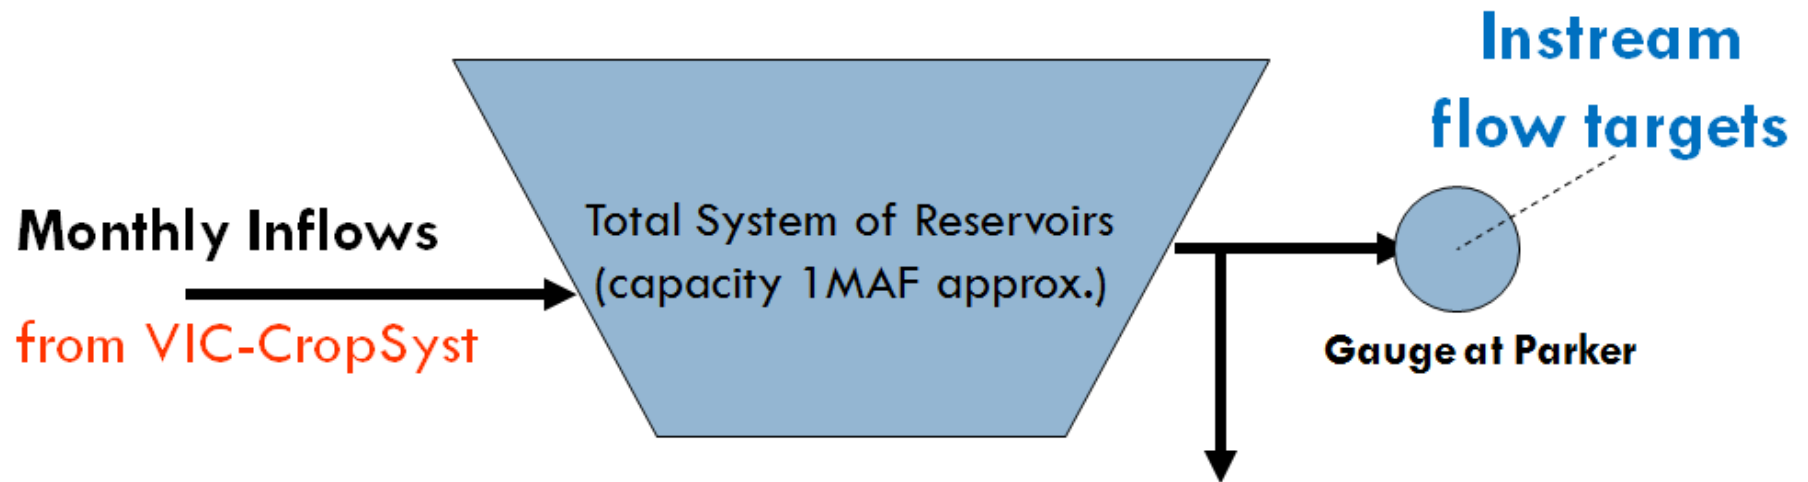 Instream
flow targets
Monthly Inflows
from VIC-CropSyst
Total System of Reservoirs
(capacity 1MAF approx.)
Gauge at Parker